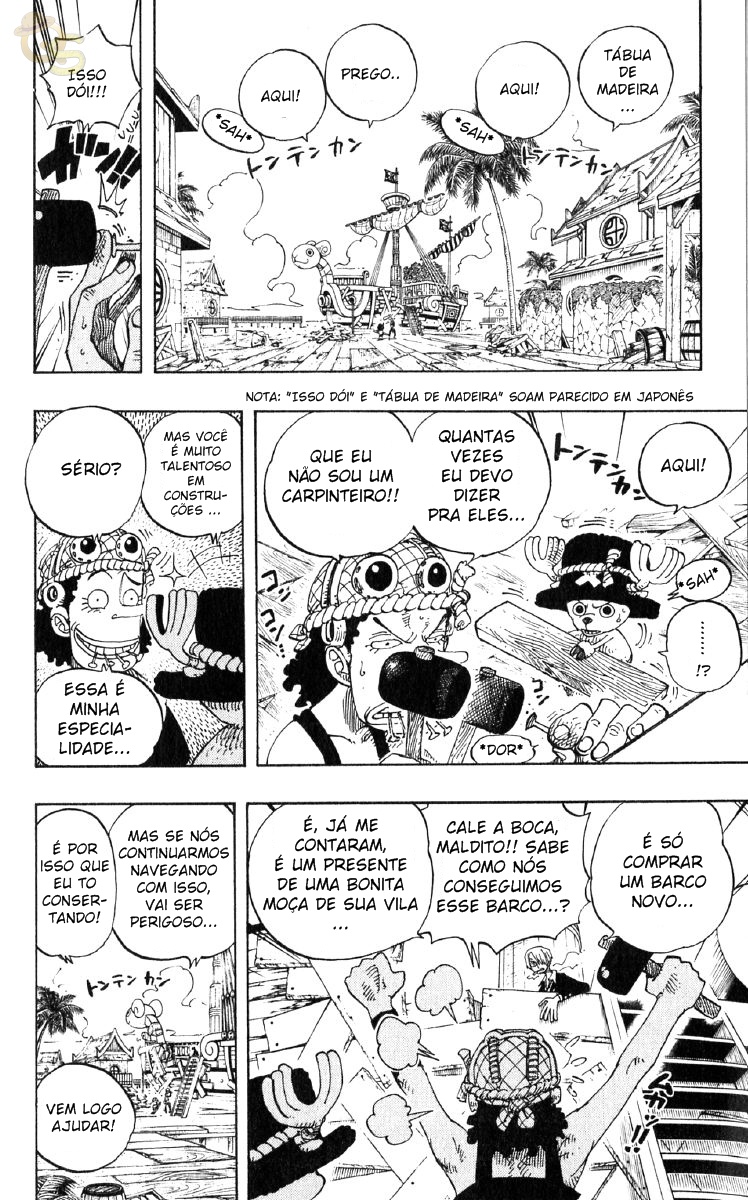 TÁBUA
DE
MADEIRA
...
*SAH*
AQUI!
トンテンカン
PREGO..
AQUI!
*SAH*
トンテンカン
ISSO
DÓI!!!
NOTA: "ISSO DÓI" E "TÁBUA DE MADEIRA" SOAM PARECIDO EM JAPONÊS
AQUI!
トンテンカン
*SAH*
......
!?
QUANTAS
VEZES
EU DEVO
DIZER
PRA ELES...
QUE EU
NÃO SOU UM
CARPINTEIRO!!
コン
コン
*DOR*
MAS VOCÊ
É MUITO
TALENTOSO
EM
CONSTRU-
ÇÕES ...
SÉRIO?
ESSA É
MINHA
ESPECIA-
LIDADE...
É SÓ
COMPRAR
UM BARCO
NOVO...
CALE A BOCA,
MALDITO!! SABE
COMO NÓS
CONSEGUIMOS
ESSE BARCO...?
É, JÁ ME
CONTARAM,
É UM PRESENTE
DE UMA BONITA
MOÇA DE SUA VILA
...
MAS SE NÓS
CONTINUARMOS
NAVEGANDO
COM ISSO,
VAI SER
PERIGOSO...
É POR
ISSO QUE
EU TO
CONSER-
TANDO!
トンテンカン
VEM LOGO
AJUDAR!